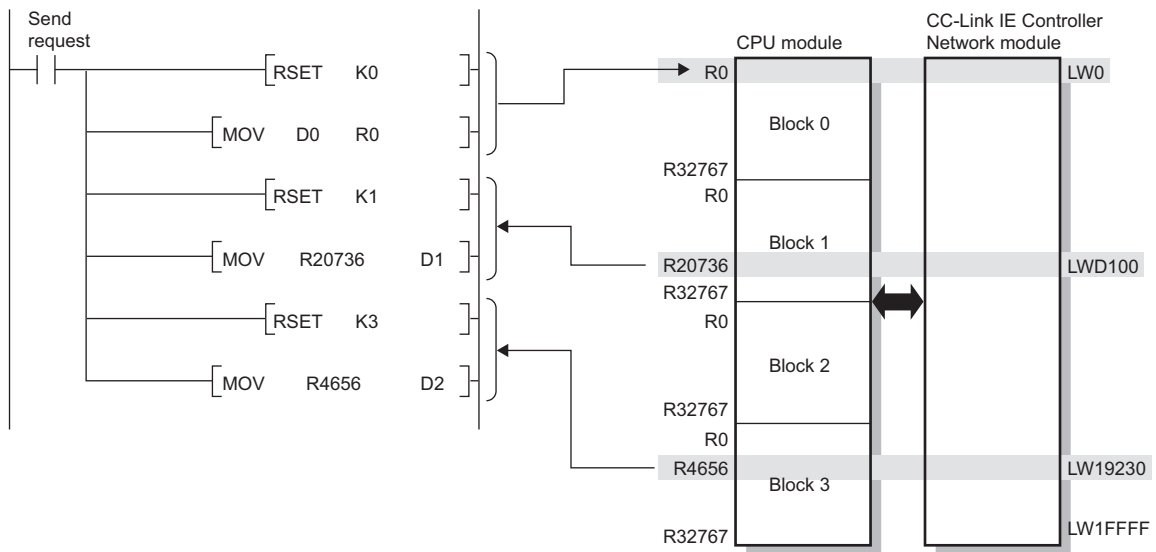 Send
request
RSET K0
MOV D0 R0
RSET K1
MOV R20736 D1
RSET K3
MOV R4656 D2
CPU module
CC-Link IE Controller
Network module
R0
LW0
Block 0
R32767
R0
Block 1
R20736
LWD100
R32767
R0
Block 2
R32767
R0
R4656
LW19230
Block 3
R32767
LW1FFFF